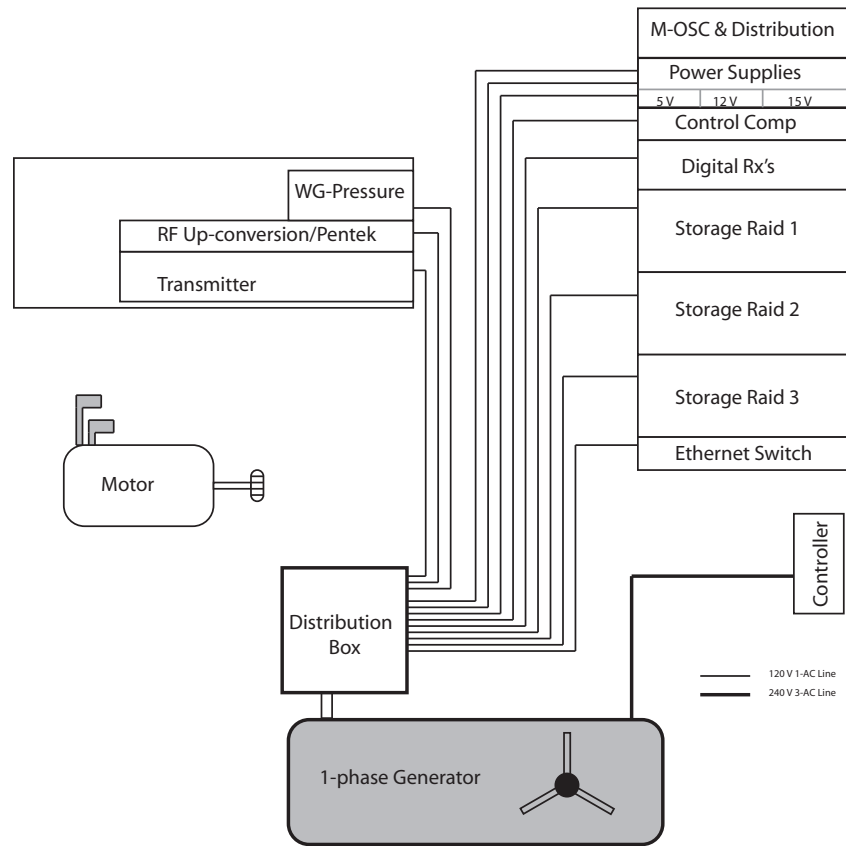 M-OSC & Distribution
Power Supplies
5 V 12 V 15 V
Control Comp
Digital Rx's
Storage Raid 1
Storage Raid 2
Storage Raid 3
Ethernet Switch
WG-Pressure
RF Up-conversion/Pentek
Transmitter
Motor
Controller
Distribution
Box
120 V 1-AC Line
240 V 3-AC Line
1-phase Generator